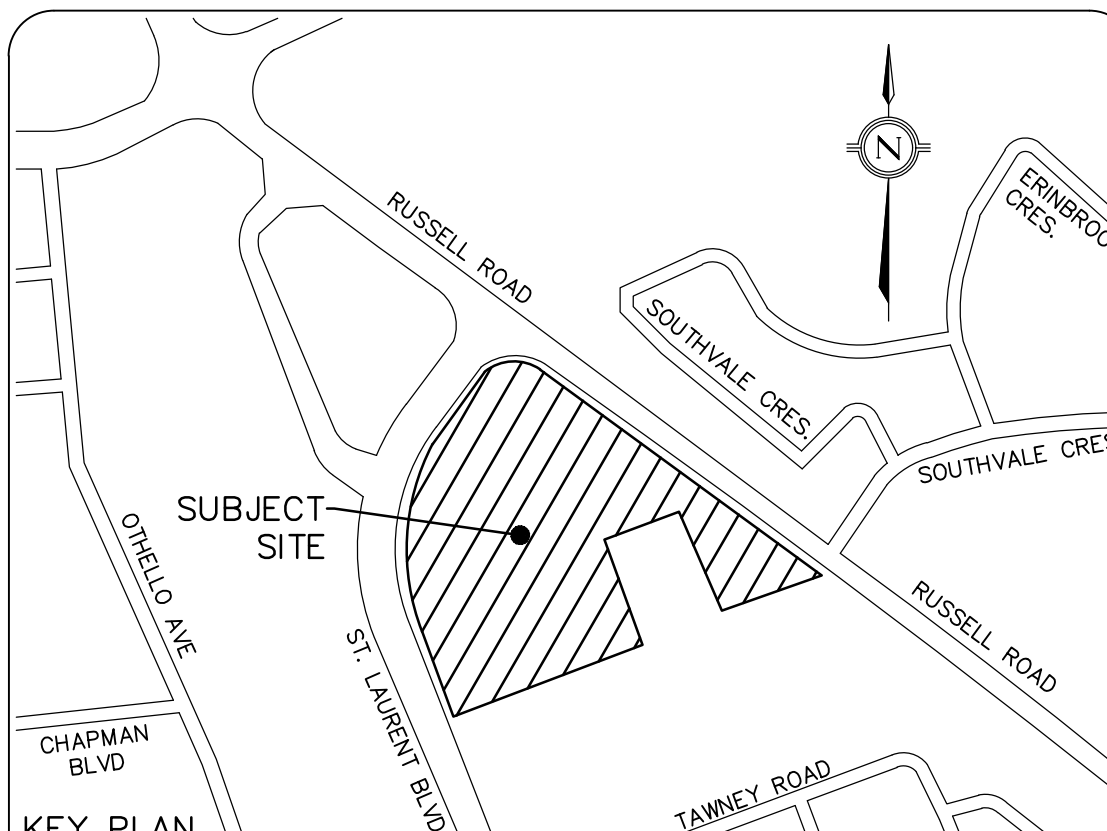 N
ERINBROO
CRES.
RUSSELL ROAD
SOUTHVALE CRES.
SOUTHVALE CRES
SUBJECT
SITE
OTHELLO AVE
RUSSELL ROAD
ST. LAURENT BLVD
CHAPMAN
BLVD
TAWNEY ROAD
KEY PLAN